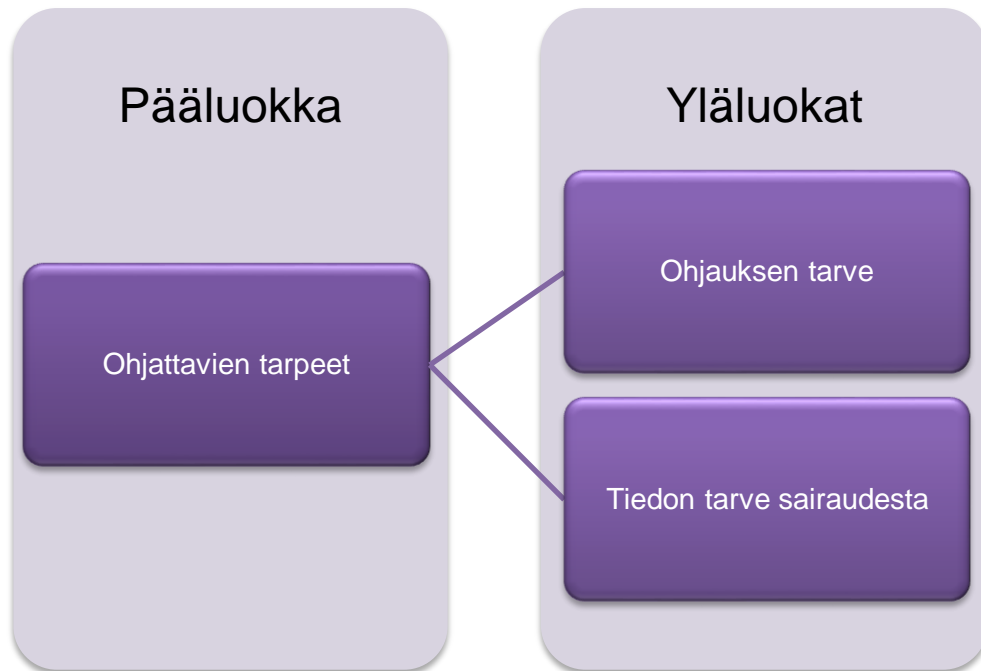 Pääluokka
Ohjattavien tarpeet
Yläluokat
Ohjauksen tarve
Tiedon tarve sairaudesta